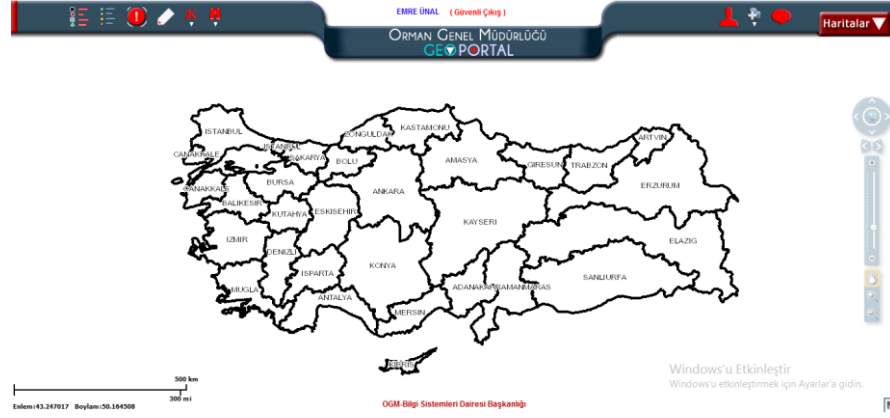 EMRE ÜNAL ( Güvenli Çıkış )
Haritalar
ORMAN GENEL MÜDÜRLÜĞÜ
GEOPORTAL
ISTANBUL
ZONGULDAK
KASTAMONU
ARTVIN
ISTANBUL
CANAKKALE
SAKARYA
BOLU
AMASYA
GIRESUN
TRABZON
CANAKKALE
BURSA
ANKARA
ERZURUM
BALIKESIR
KUTAHYA
ESKISEHIR
KAYSERI
IZMIR
ELAZIG
DENIZLI
KONYA
ISPARTA
SANLIURFA
MUGLA
ADANA
KAHRAMANMARAS
ANTALYA
MERSIN
KIBRIS
Windows'u Etkinleştir
Windows'u etkinleştirmek için Ayarlar'a gidin.
500 km
300 mi
Enlem:43.247017 Boylam:50.164508
OGM-Bilgi Sistemleri Dairesi Başkanlığı